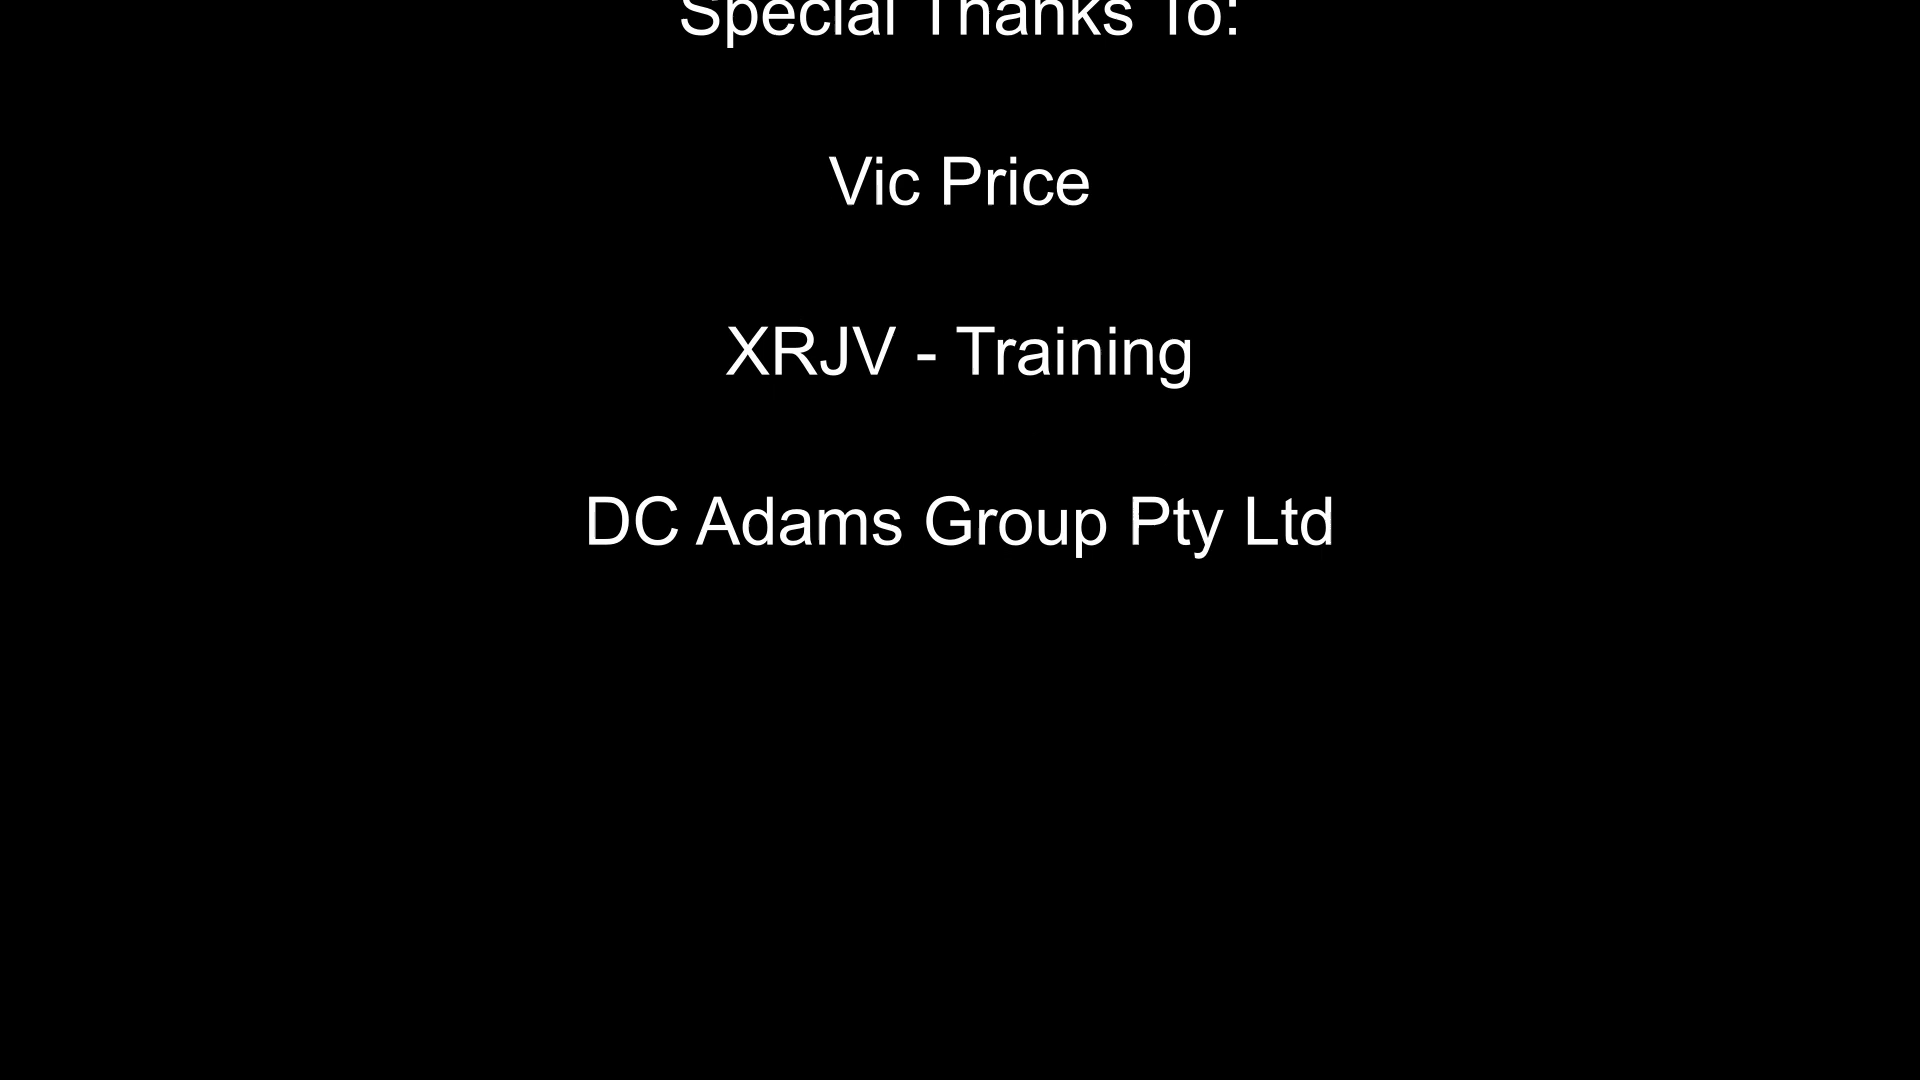 Special Thanks To:
Vic Price
XRJV - Training
DC Adams Group Pty Ltd